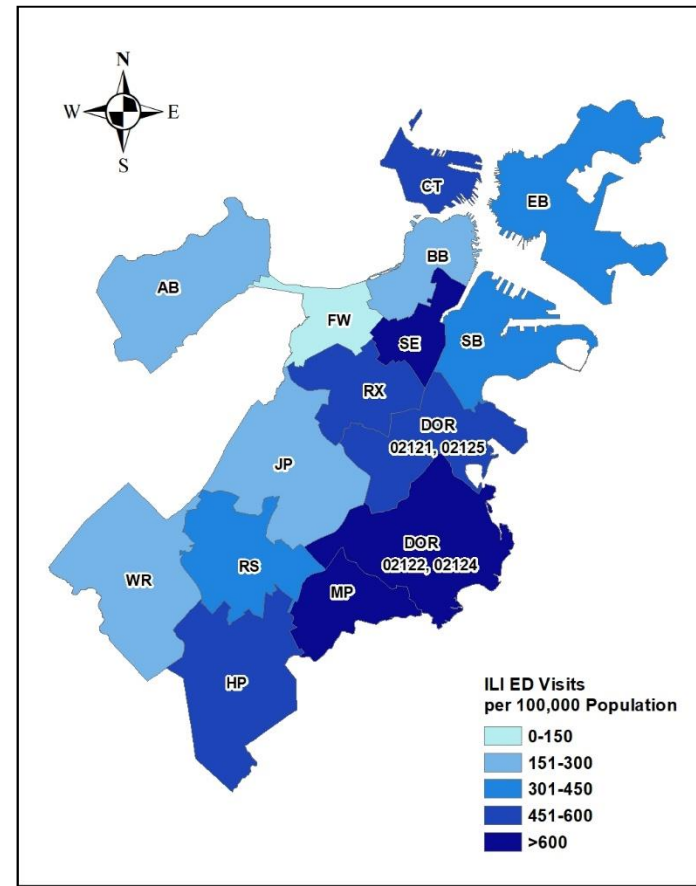 N
W E
S
CT
EB
BB
AB
FW
SE
SB
RX
DOR
02121, 02125
JP
DOR
02122, 02124
RS
WR
MP
HP
ILI ED Visits
per 100,000 Population
0-150
151-300
301-450
451-600
>600